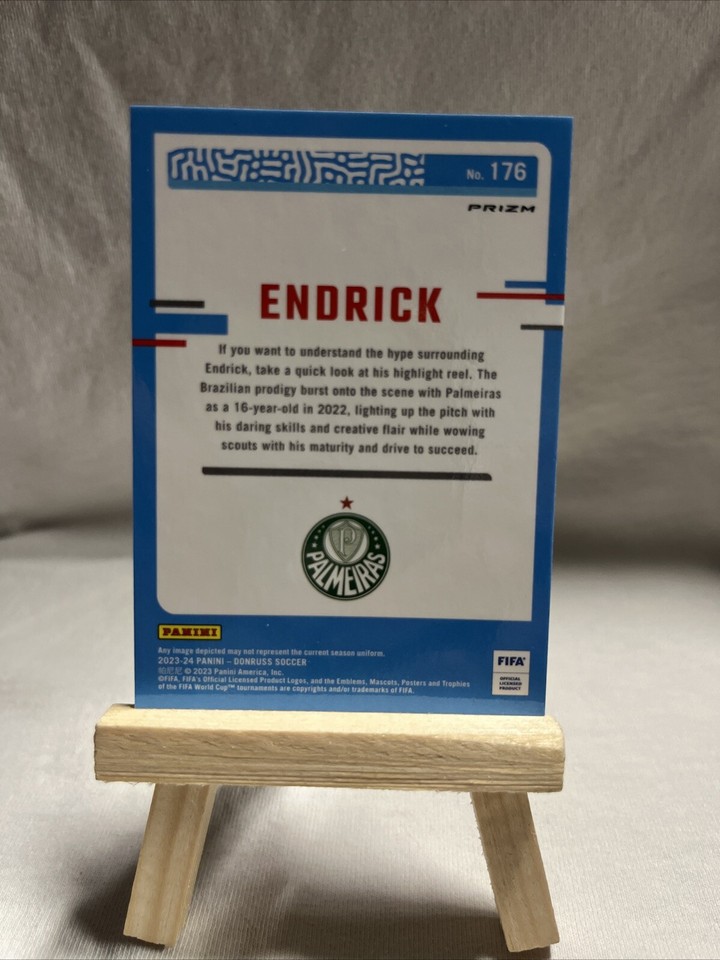 No. 176
PRIZM
ENDRICK
If you want to understand the hype surrounding
Endrick, take a quick look at his highlight reel. The
Brazilian prodigy burst onto the scene with Palmeiras
as a 16-year-old in 2022, lighting up the pitch with
his daring skills and creative flair while wowing
scouts with his maturity and drive to succeed.
P
PALMEIRAS
PANINI
Any image depicted may not represent the current season uniform.
2023-24 PANINI – DONRUSS SOCCER
© 2023 Panini America, Inc.
©FIFA, FIFA's Official Licensed Product Logos, and the Emblems, Mascots, Posters and Trophies
of the FIFA World Cup™ tournaments are copyrights and/or trademarks of FIFA.
FIFA®
OFFICIAL
LICENSED
PRODUCT